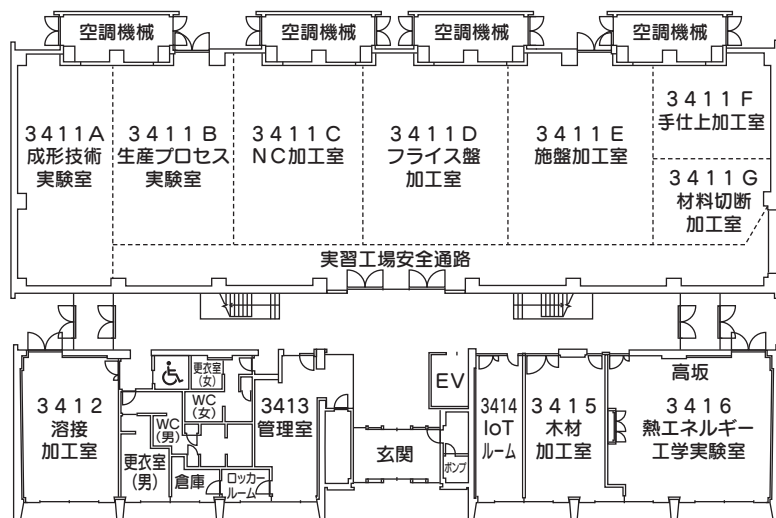 空調機械
空調機械
空調機械
空調機械
３４１１Ａ
成形技術
実験室
３４１１Ｂ
生産プロセス
実験室
３４１１Ｃ
ＮＣ加工室
３４１１Ｄ
フライス盤
加工室
３４１１Ｅ
施盤加工室
３４１１Ｆ
手仕上加工室
３４１１Ｇ
材料切断
加工室
実習工場安全通路
３４１２
溶接
加工室
更衣室
(女)
WC
(女)
WC
(男)
更衣室
(男)
倉庫
ロッカー
ルーム
3413
管理室
玄関
EV
ポンプ
3414
IoT
ルーム
３４１５
木材
加工室
高坂
３４１６
熱エネルギー
工学実験室